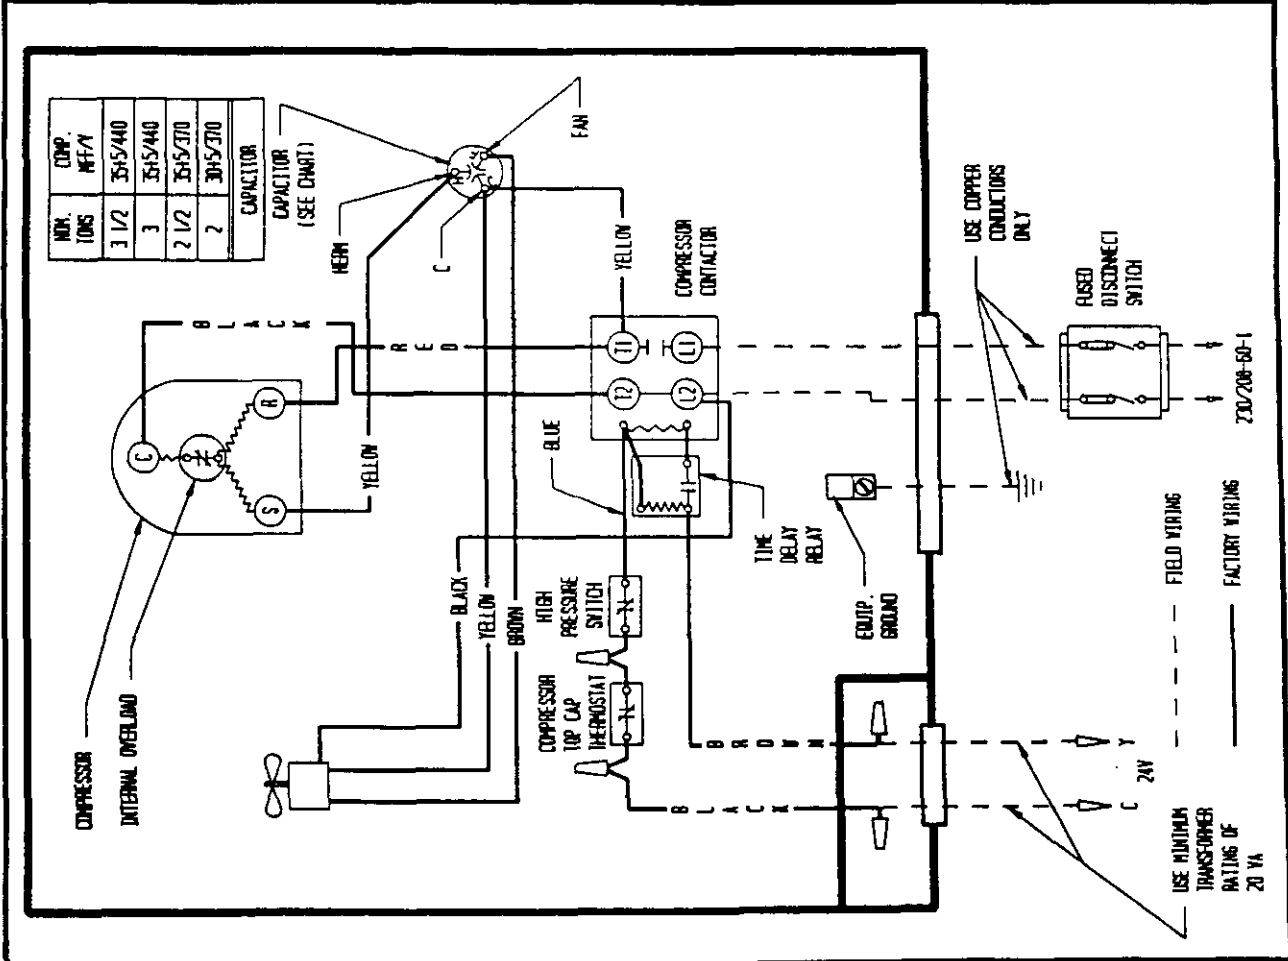 NOM. TONS
COMP. MFF/V
3 1/2
35+5/440
3
35+5/440
2 1/2
35+5/370
2
30+5/370
CAPACITOR
CAPACITOR
(SEE CHART)
HERM
C
FAN
H
COMPRESSOR
INTERNAL OVERLOAD
C
S
R
BLACK
RED
YELLOW
YELLOW
BLACK
YELLOW
BROWN
COMPRESSOR
CONTACTOR
T1
L1
T2
L2
BLUE
TIME
DELAY
RELAY
HIGH
PRESSURE
SWITCH
COMPRESSOR
TOP CAP
THERMOSTAT
BROWN
BLACK
EQUIP.
GROUND
USE COPPER
CONDUCTORS
ONLY
FUSED
DISCONNECT
SWITCH
230/208-60-1
Y
24V
C
USE MINIMUM
TRANSFORMER
RATING OF
20 VA
FIELD WIRING
FACTORY WIRING